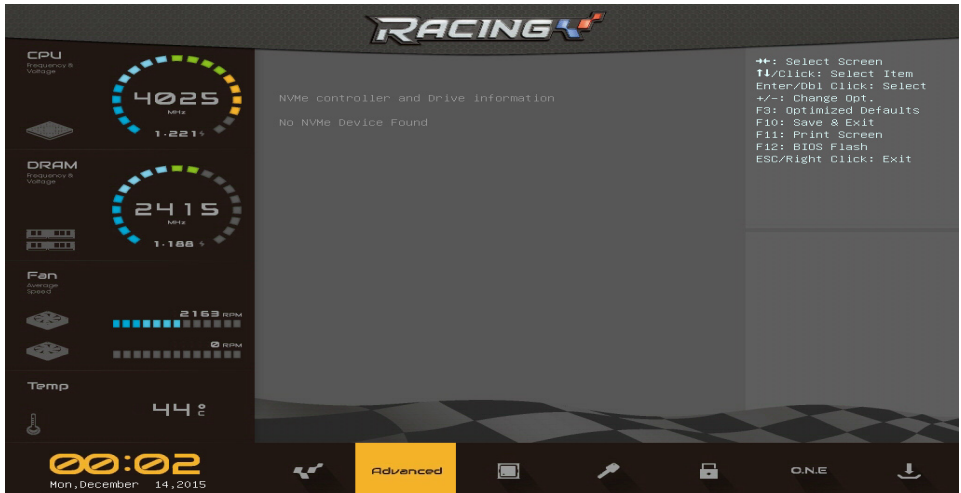 RACING
CPU
Frequency &
Voltage
4025
MHz
1.221
DRAM
Frequency &
Voltage
2415
MHz
1.188
Fan
Average
Speed
2163 RPM
0 RPM
Temp
44 °C
00:02
Mon,December 14,2015
NVMe controller and Drive information
No NVMe Device Found
→←: Select Screen
↑↓/Click: Select Item
Enter/Dbl Click: Select
+/-: Change Opt.
F3: Optimized Defaults
F10: Save & Exit
F11: Print Screen
F12: BIOS Flash
ESC/Right Click: Exit
Advanced
O.N.E